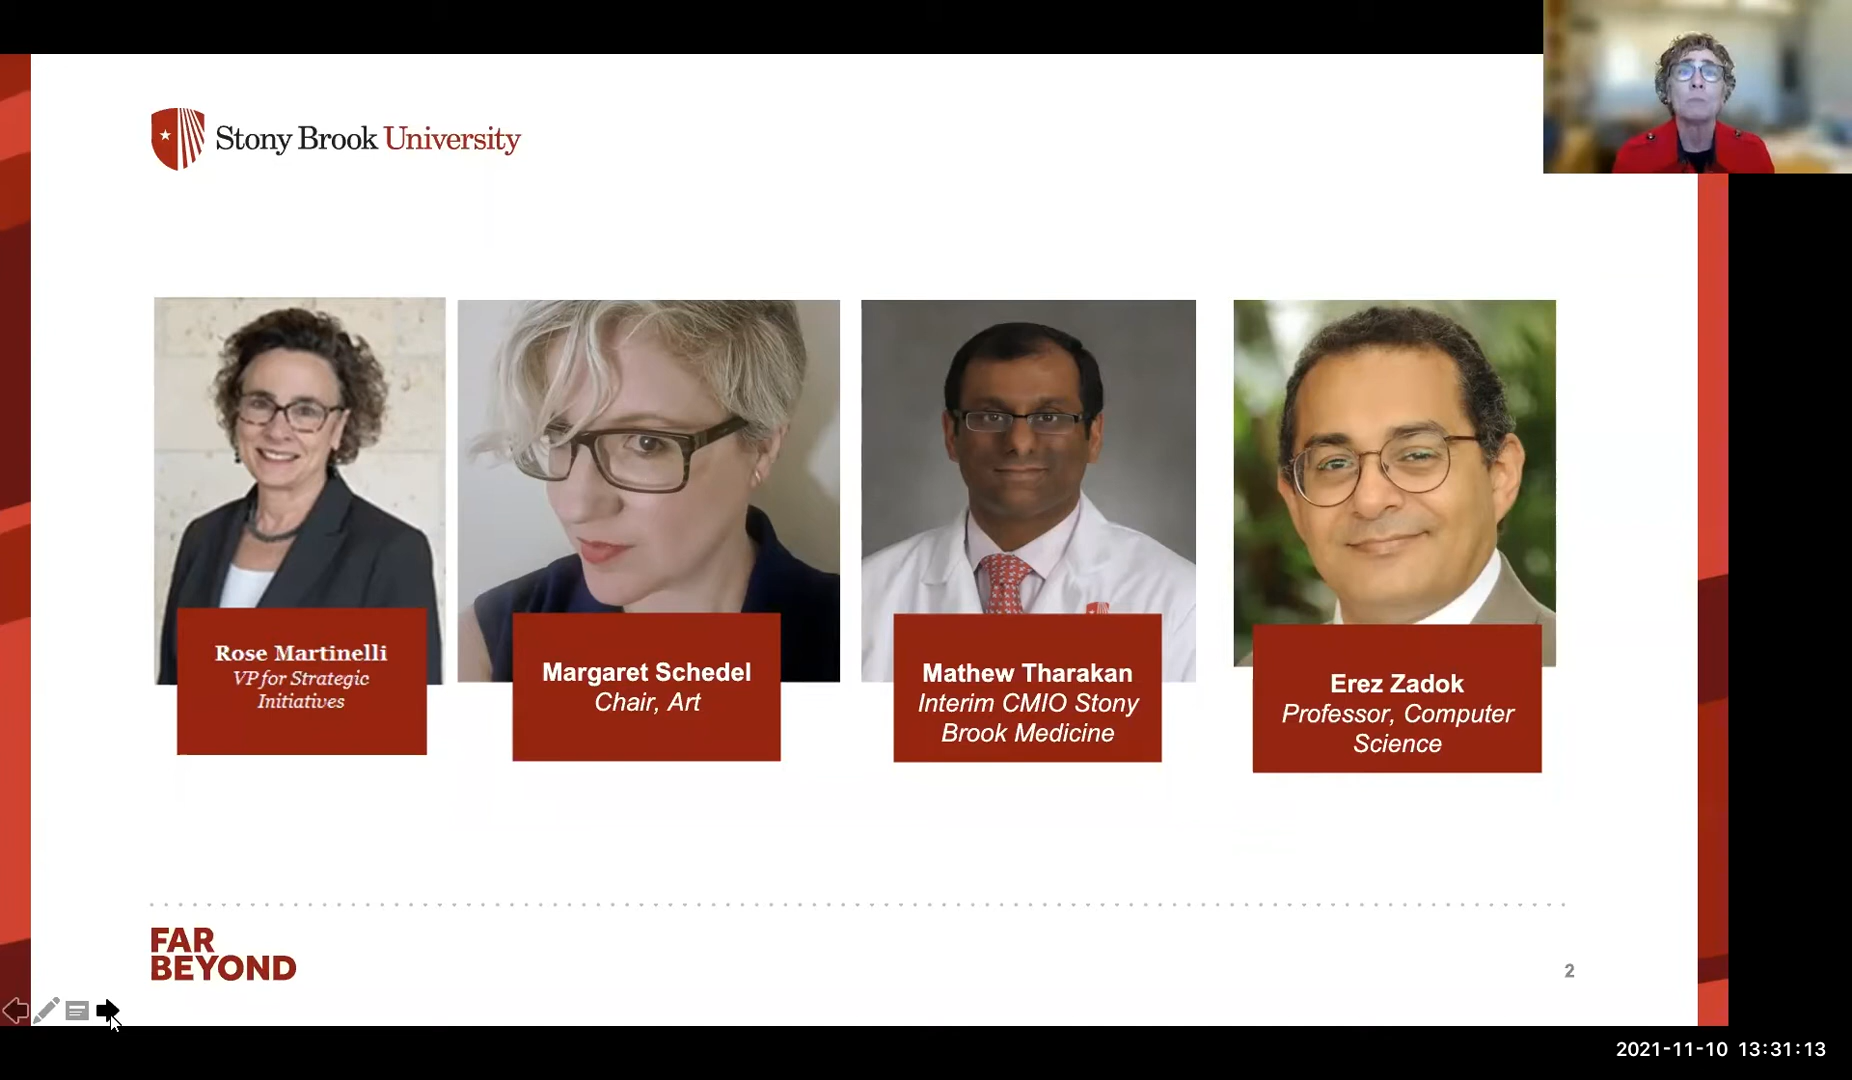 Stony Brook University
Rose Martinelli
VP for Strategic
Initiatives
Margaret Schedel
Chair, Art
Mathew Tharakan
Interim CMIO Stony
Brook Medicine
Erez Zadok
Professor, Computer
Science
FAR
BEYOND
2
2021-11-10 13:31:13